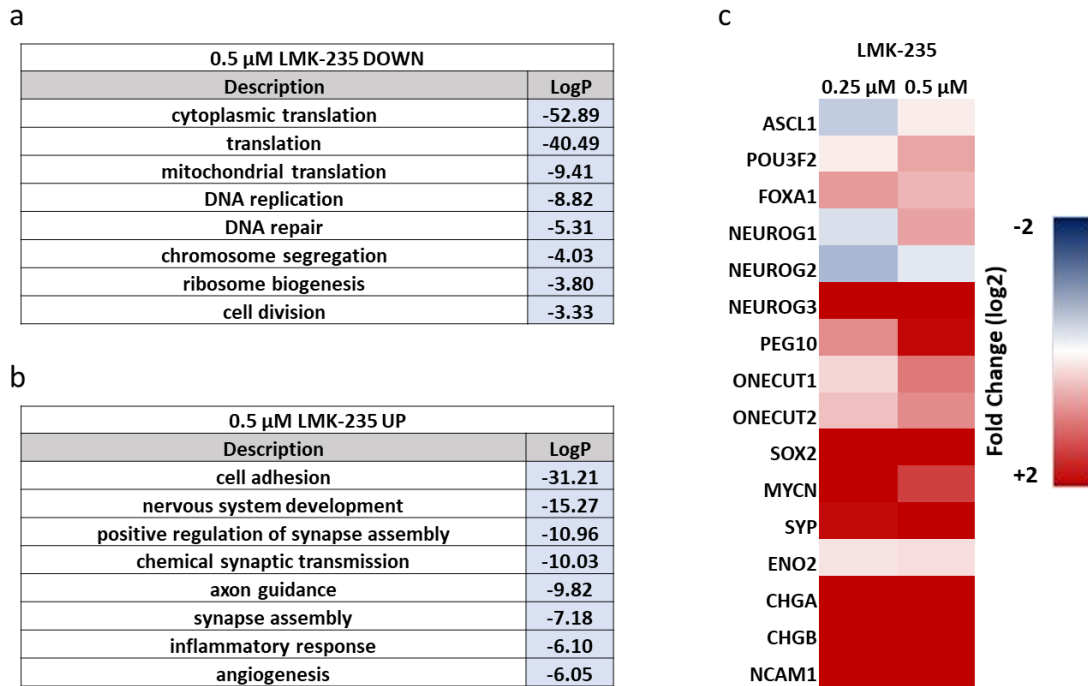 a
0.5 µM LMK-235 DOWN
Description LogP
cytoplasmic translation -52.89
translation -40.49
mitochondrial translation -9.41
DNA replication -8.82
DNA repair -5.31
chromosome segregation -4.03
ribosome biogenesis -3.80
cell division -3.33
b
0.5 µM LMK-235 UP
Description LogP
cell adhesion -31.21
nervous system development -15.27
positive regulation of synapse assembly -10.96
chemical synaptic transmission -10.03
axon guidance -9.82
synapse assembly -7.18
inflammatory response -6.10
angiogenesis -6.05
c
LMK-235
0.25 µM 0.5 µM
ASCL1
POU3F2
FOXA1
NEUROG1
NEUROG2
NEUROG3
PEG10
ONECUT1
ONECUT2
SOX2
MYCN
SYP
ENO2
CHGA
CHGB
NCAM1
-2
Fold Change (log2)
+2